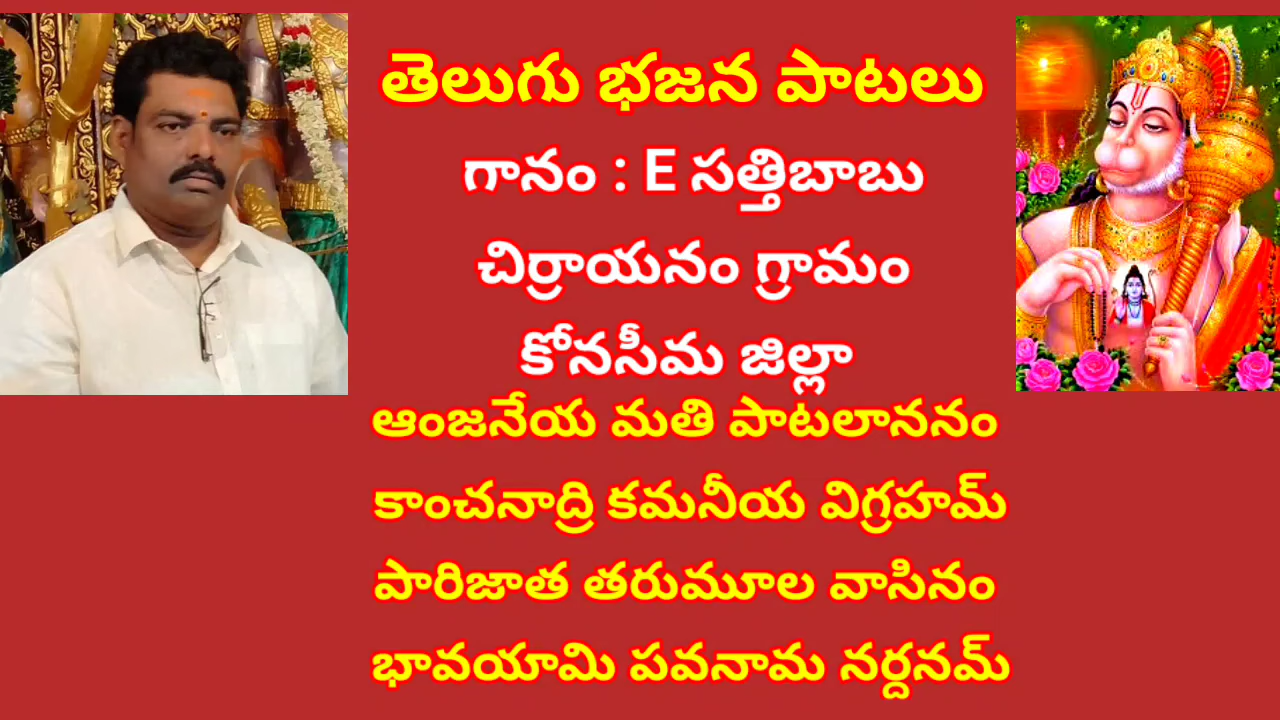 తెలుగు భజన పాటలు
గానం : E సత్తిబాబు
చిర్రాయనం గ్రామం
కోనసీమ జిల్లా
ఆంజనేయ మతి పాటలాననం
కాంచనాద్రి కమనీయ విగ్రహమ్
పారిజాత తరుమూల వాసినం
భావయామి పవనామ నర్దనమ్